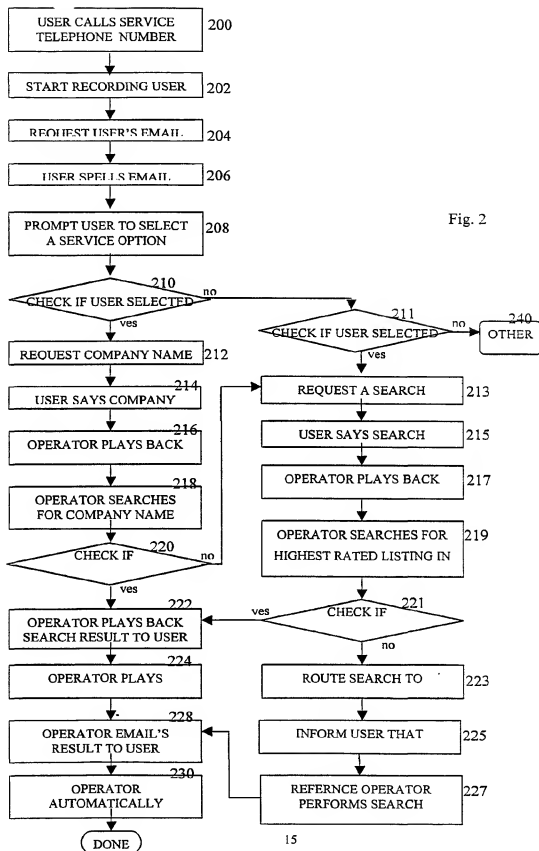 USER CALLS SERVICE
TELEPHONE NUMBER
200
START RECORDING USER
202
REQUEST USER'S EMAIL
204
USER SPELLS EMAIL
206
PROMPT USER TO SELECT
A SERVICE OPTION
208
Fig. 2
210
CHECK IF USER SELECTED
no
yes
211
CHECK IF USER SELECTED
no
yes
240
OTHER
REQUEST COMPANY NAME
212
214
USER SAYS COMPANY
216
OPERATOR PLAYS BACK
218
OPERATOR SEARCHES
FOR COMPANY NAME
220
CHECK IF
no
yes
REQUEST A SEARCH
213
USER SAYS SEARCH
215
OPERATOR PLAYS BACK
217
OPERATOR SEARCHES FOR
HIGHEST RATED LISTING IN
219
221
CHECK IF
yes
no
222
OPERATOR PLAYS BACK
SEARCH RESULT TO USER
224
OPERATOR PLAYS
228
OPERATOR EMAIL'S
RESULT TO USER
230
OPERATOR
AUTOMATICALLY
DONE
ROUTE SEARCH TO
223
INFORM USER THAT
225
REFERNCE OPERATOR
PERFORMS SEARCH
227
15